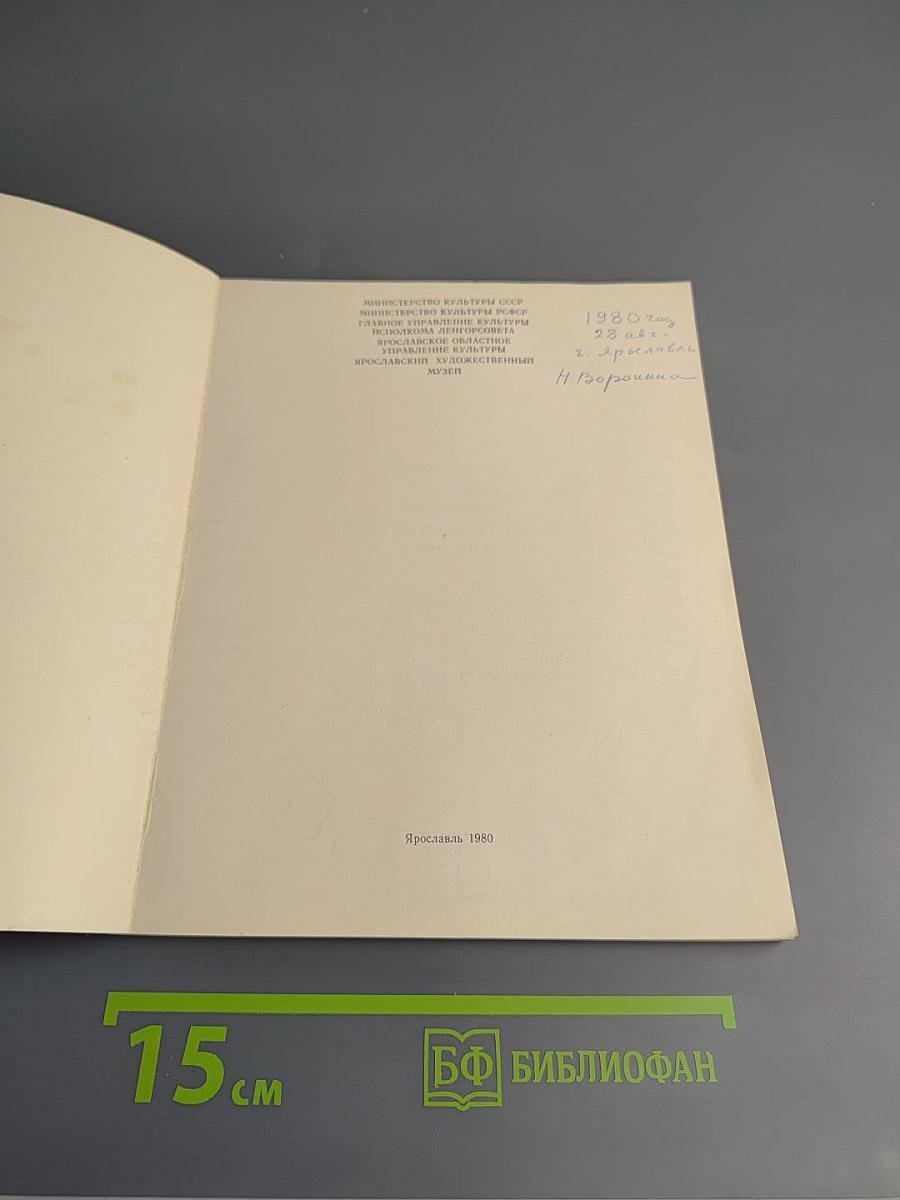 МИНИСТЕРСТВО КУЛЬТУРЫ СССР
МИНИСТЕРСТВО КУЛЬТУРЫ РСФСР
ГЛАВНОЕ УПРАВЛЕНИЕ КУЛЬТУРЫ
ИСПОЛКОМА ЛЕНГОРСОВЕТА
ЯРОСЛАВСКОЕ ОБЛАСТНОЕ
УПРАВЛЕНИЕ КУЛЬТУРЫ
ЯРОСЛАВСКИЙ ХУДОЖЕСТВЕННЫЙ
МУЗЕЙ
1980 год
23 авг.
г. Ярославль
Н. Воронина
Ярославль 1980
15 см
БФ БИБЛИОФАН